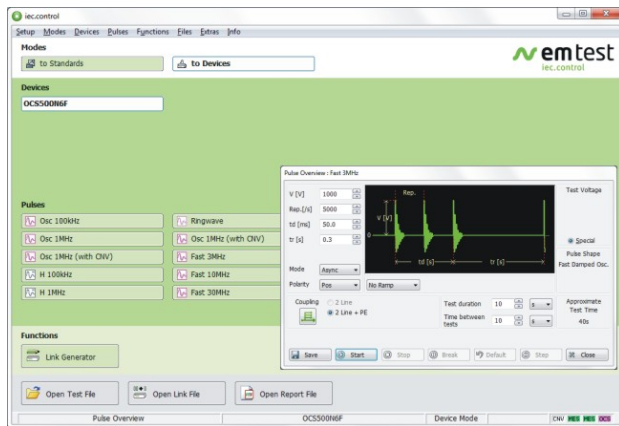 iec.control
Setup Modes Devices Pulses Functions Files Extras Info
Modes
to Standards
to Devices
emtest
iec.control
Devices
OCS500N6F
Pulses
Osc 100kHz
Ringwave
Osc 1MHz
Osc 1MHz (with CNV)
Osc 1MHz (with CNV)
Fast 3MHz
H 100kHz
Fast 10MHz
H 1MHz
Fast 30MHz
Functions
Link Generator
Open Test File
Open Link File
Open Report File
Pulse Overview
OCS500N6F
Device Mode
CNV MES MES OCS
Pulse Overview : Fast 3MHz
V [V] 1000
Rep.[/s] 5000
td [ms] 50.0
tr [s] 0.3
Mode Async
Polarity Pos No Ramp
Rep.
V [V]
0
td [s]
tr [s]
Test Voltage
Special
Pulse Shape
Fast Damped Osc.
Coupling
2 Line
2 Line + PE
Test duration 10 s
Time between tests 10 s
Approximate
Test Time
40s
Save
Start
Stop
Break
Default
Step
Close